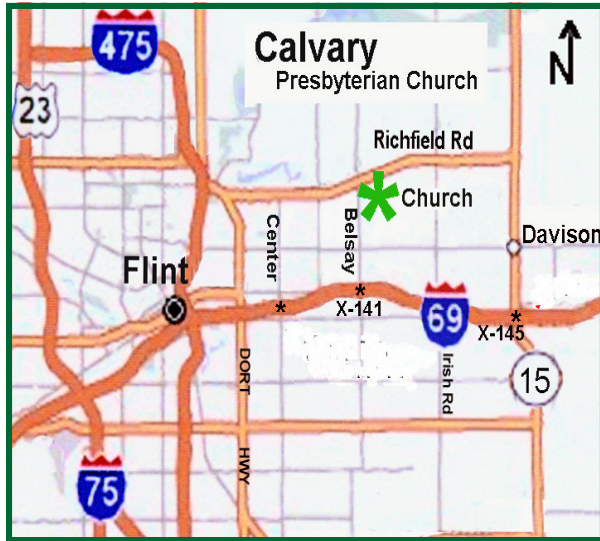 475
Calvary
Presbyterian Church
N
23
Richfield Rd
Church
Center
Belsay
Davison
Flint
X-141
69
X-145
DORT
HWY
Irish Rd
15
75